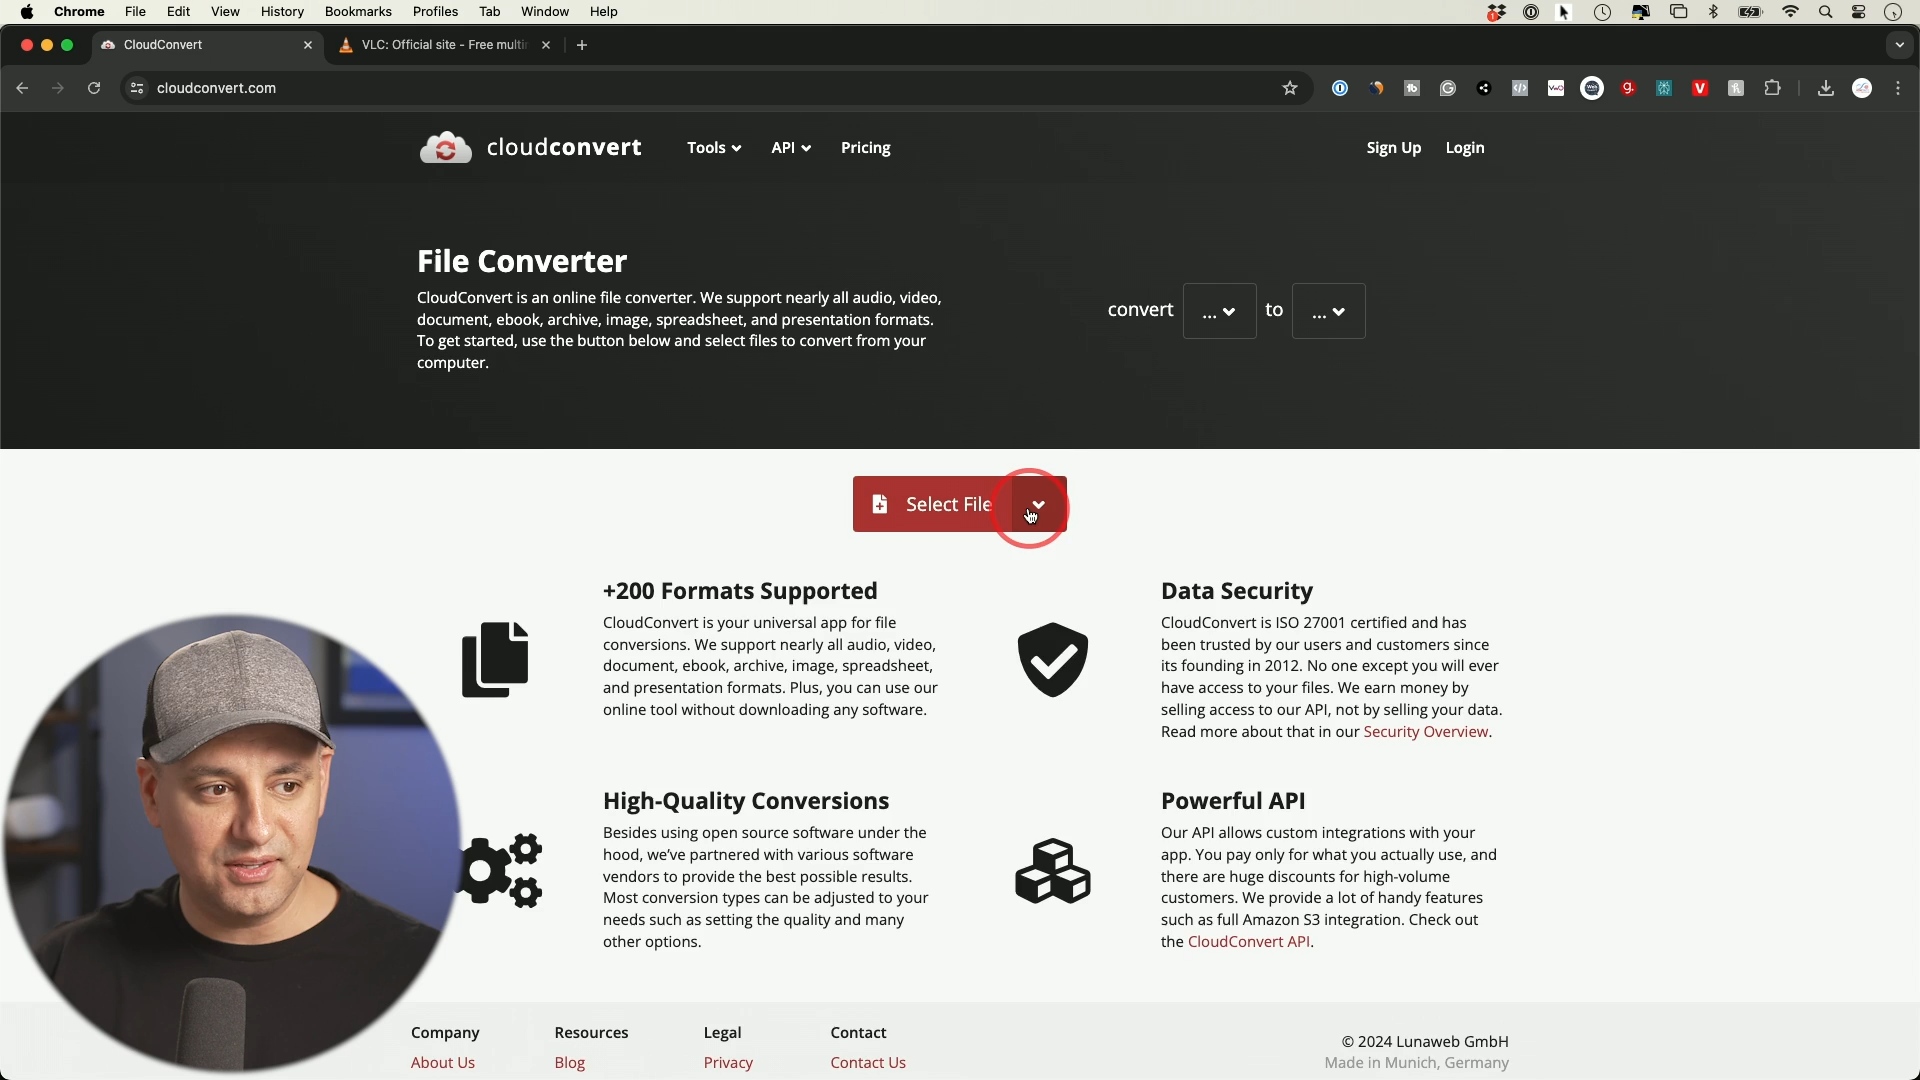 Chrome File Edit View History Bookmarks Profiles Tab Window Help
CloudConvert
VLC: Official site - Free multi
cloudconvert.com
cloudconvert
Tools
API
Pricing
Sign Up
Login
File Converter
CloudConvert is an online file converter. We support nearly all audio, video,
document, ebook, archive, image, spreadsheet, and presentation formats.
To get started, use the button below and select files to convert from your
computer.
convert ... to ...
Select File
+200 Formats Supported
CloudConvert is your universal app for file
conversions. We support nearly all audio, video,
document, ebook, archive, image, spreadsheet,
and presentation formats. Plus, you can use our
online tool without downloading any software.
Data Security
CloudConvert is ISO 27001 certified and has
been trusted by our users and customers since
its founding in 2012. No one except you will ever
have access to your files. We earn money by
selling access to our API, not by selling your data.
Read more about that in our Security Overview.
High-Quality Conversions
Besides using open source software under the
hood, we've partnered with various software
vendors to provide the best possible results.
Most conversion types can be adjusted to your
needs such as setting the quality and many
other options.
Powerful API
Our API allows custom integrations with your
app. You pay only for what you actually use, and
there are huge discounts for high-volume
customers. We provide a lot of handy features
such as full Amazon S3 integration. Check out
the CloudConvert API.
Company
About Us
Resources
Blog
Legal
Privacy
Contact
Contact Us
© 2024 Lunaweb GmbH
Made in Munich, Germany